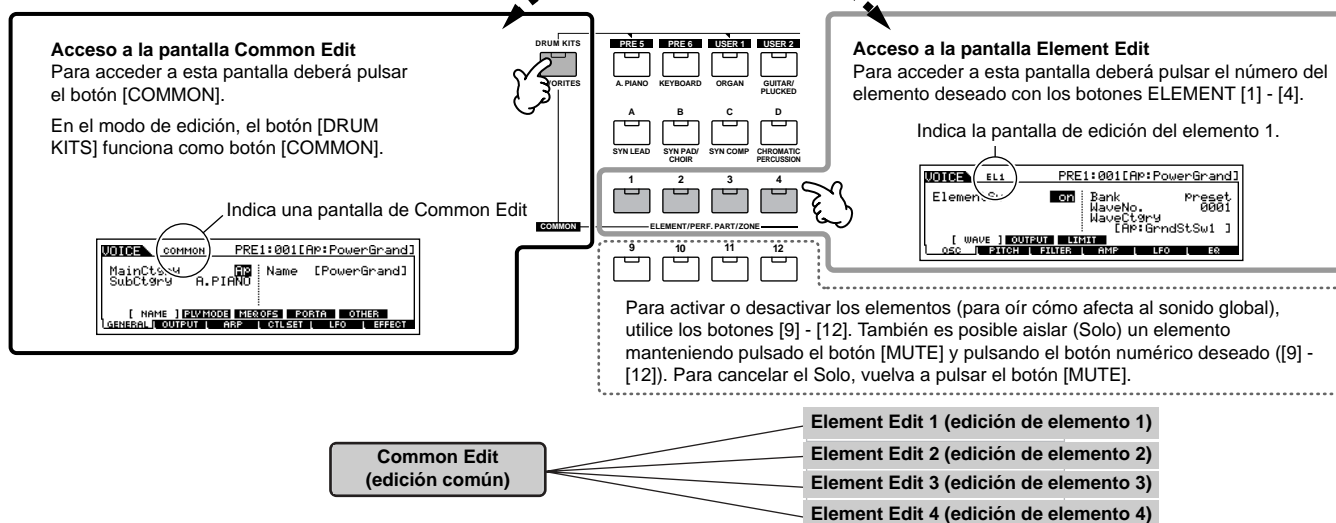 Acceso a la pantalla Common Edit
Para acceder a esta pantalla deberá pulsar
el botón [COMMON].
En el modo de edición, el botón [DRUM
KITS] funciona como botón [COMMON].
Indica una pantalla de Common Edit
VOICE COMMON PRE1:001[AP:PowerGrand]
MainCtgry AP Name [PowerGrand]
SubCtgry A.PIANO
[ NAME ] PLYMODE MEQOFS PORTA OTHER
GENERAL OUTPUT ARP CTLSET LFO EFFECT
DRUM KITS PRE 5 PRE 6 USER 1 USER 2
A. PIANO KEYBOARD ORGAN GUITAR/
PLUCKED
A B C D
SYN LEAD SYN PAD/
CHOIR SYN COMP CHROMATIC
PERCUSSION
1 2 3 4
COMMON ELEMENT/PERF. PART/ZONE
9 10 11 12
Acceso a la pantalla Element Edit
Para acceder a esta pantalla deberá pulsar el número del
elemento deseado con los botones ELEMENT [1] - [4].
Indica la pantalla de edición del elemento 1.
VOICE EL1 PRE1:001[AP:PowerGrand]
on Bank Preset
WaveNo. 0001
WaveCtgry
[AP:GrndStSw1 ]
[ WAVE ] OUTPUT LIMIT
OSC PITCH FILTER AMP LFO EQ
Para activar o desactivar los elementos (para oír cómo afecta al sonido global),
utilice los botones [9] - [12]. También es posible aislar (Solo) un elemento
manteniendo pulsado el botón [MUTE] y pulsando el botón numérico deseado ([9] -
[12]). Para cancelar el Solo, vuelva a pulsar el botón [MUTE].
Common Edit
(edición común)
Element Edit 1 (edición de elemento 1)
Element Edit 2 (edición de elemento 2)
Element Edit 3 (edición de elemento 3)
Element Edit 4 (edición de elemento 4)